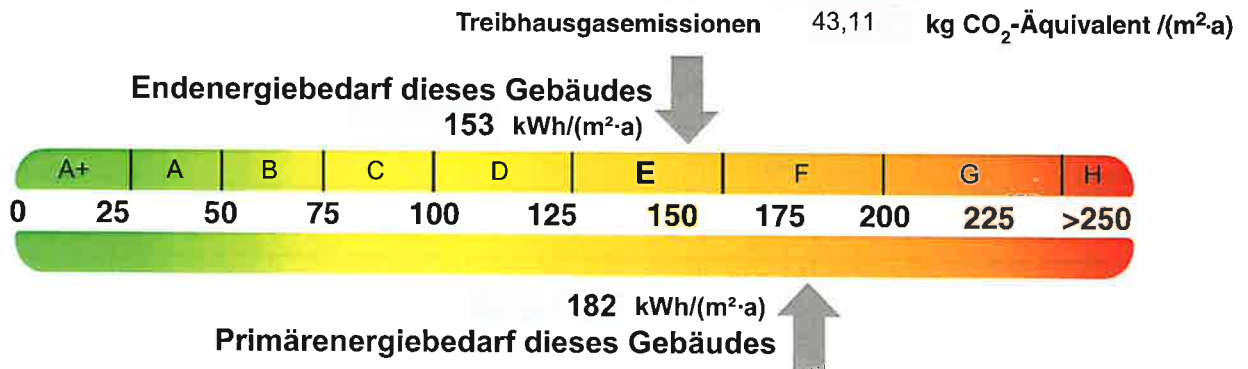 Treibhausgasemissionen 43,11 kg CO₂-Äquivalent /(m²·a)
Endenergiebedarf dieses Gebäudes
153 kWh/(m²·a)
A+ A B C D E F G H
0 25 50 75 100 125 150 175 200 225 >250
182 kWh/(m²·a)
Primärenergiebedarf dieses Gebäudes